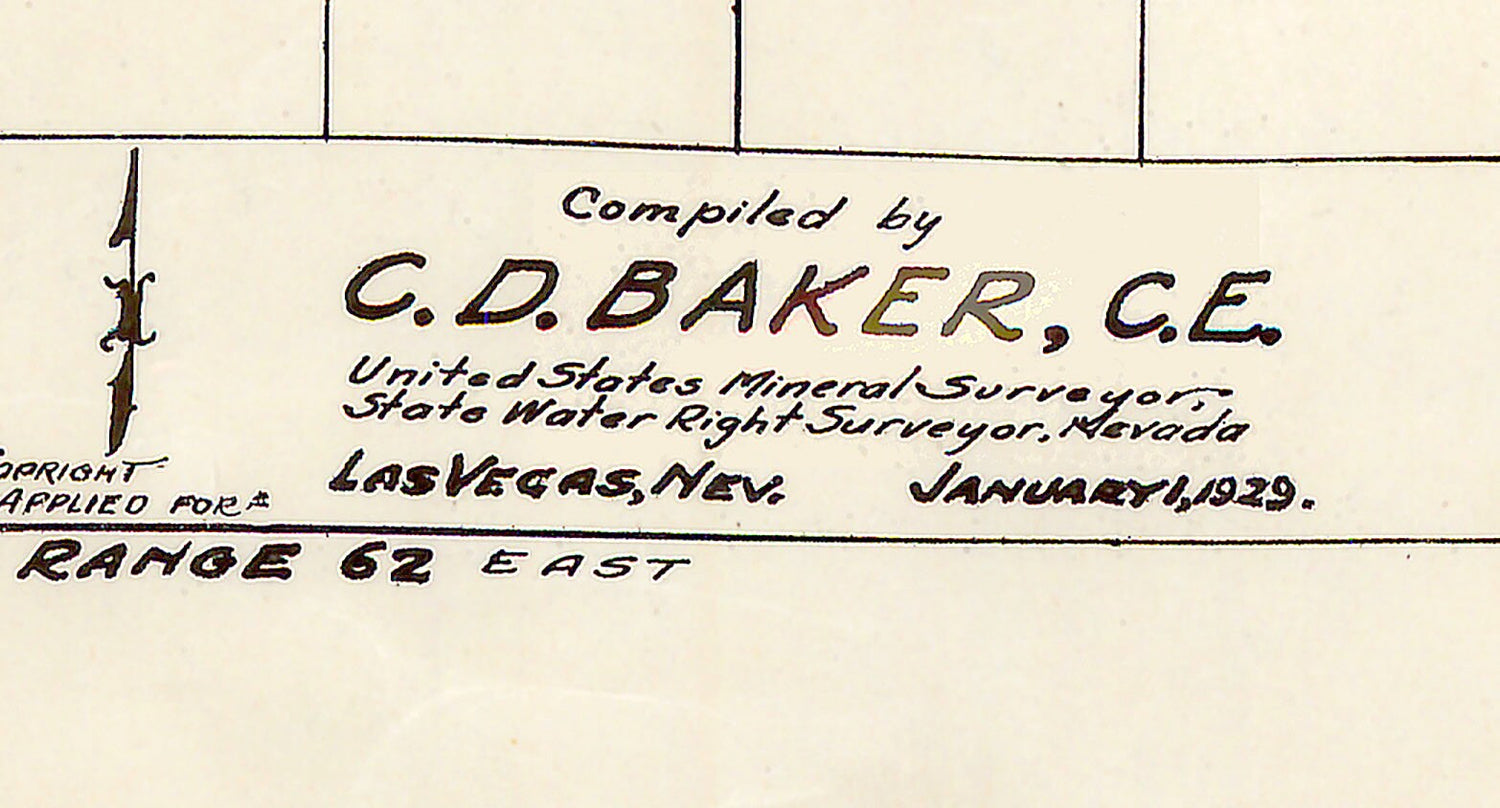 Compiled by
C.D. BAKER, C.E.
United States Mineral Surveyor,
State Water Right Surveyor, Nevada
LAS VEGAS, NEV. JANUARY 1, 1929.
OPRIGHT
APPLIED FOR
RANGE 62 EAST